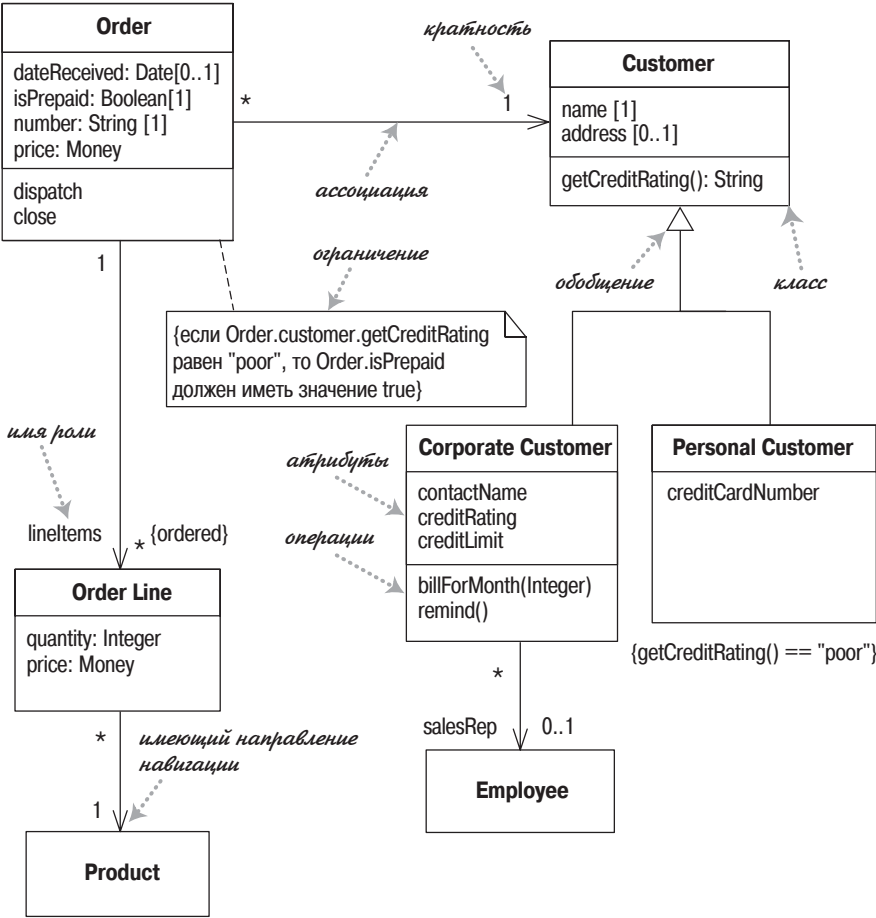 Order
dateReceived: Date[0..1]
isPrepaid: Boolean[1]
number: String [1]
price: Money
dispatch
close
*
1
кратность
ассоциация
Customer
name [1]
address [0..1]
getCreditRating(): String
1
ограничение
обобщение
класс
{если Order.customer.getCreditRating
равен "poor", то Order.isPrepaid
должен иметь значение true}
имя роли
lineItems
* {ordered}
атрибуты
операции
Corporate Customer
contactName
creditRating
creditLimit
billForMonth(Integer)
remind()
Personal Customer
creditCardNumber
{getCreditRating() == "poor"}
Order Line
quantity: Integer
price: Money
*
имеющий направление
навигации
1
Product
*
salesRep
0..1
Employee